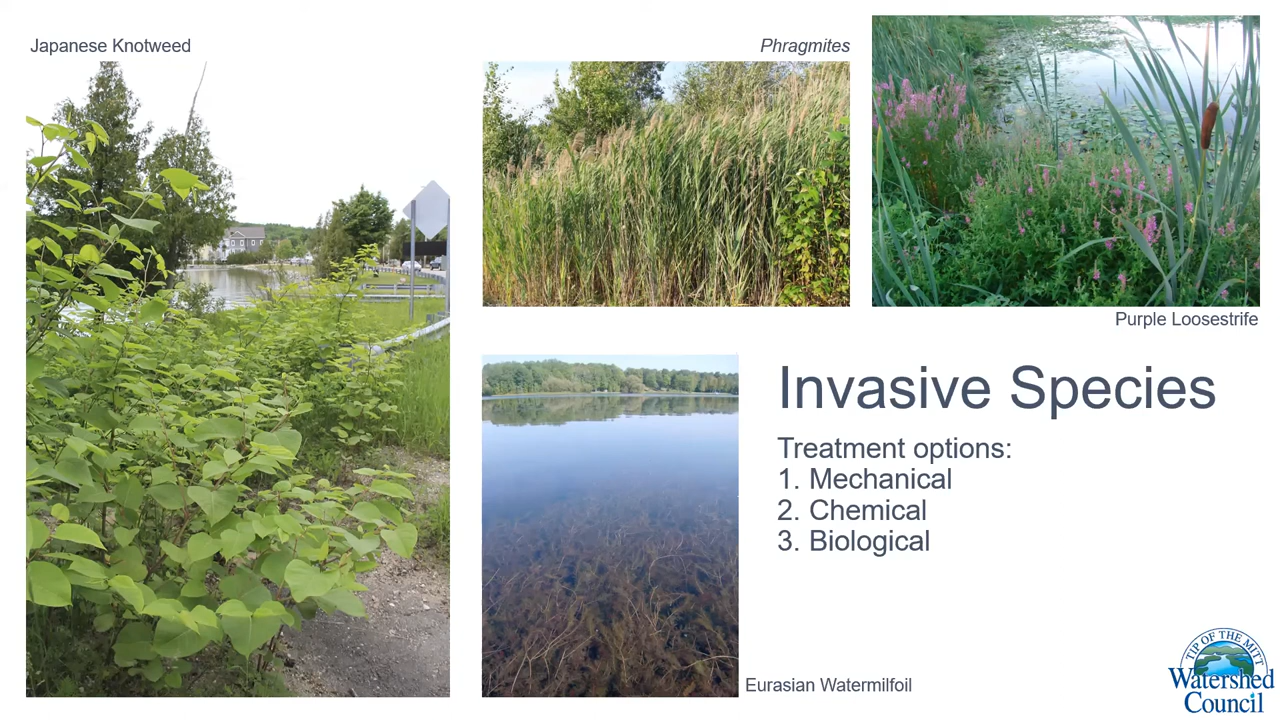 Japanese Knotweed
Phragmites
Purple Loosestrife
Invasive Species
Treatment options:
1. Mechanical
2. Chemical
3. Biological
Eurasian Watermilfoil
TIP OF THE MITT
Watershed
Council